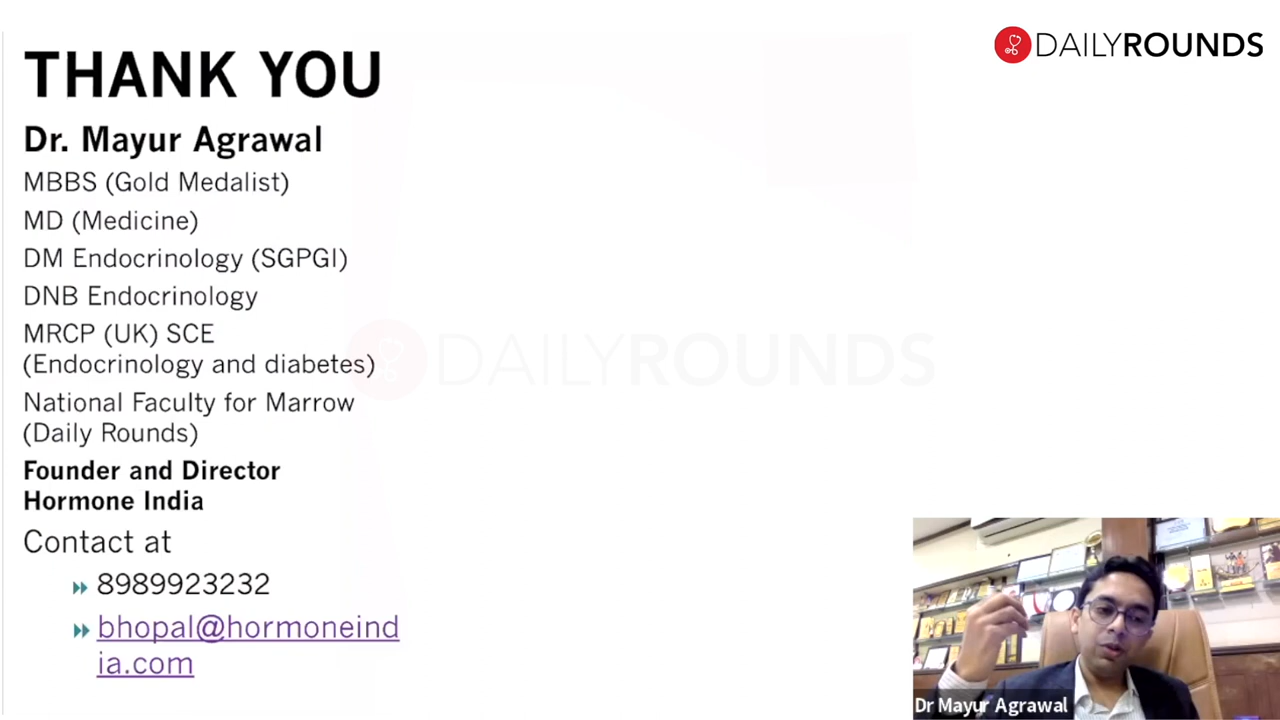 DAILYROUNDS
THANK YOU
Dr. Mayur Agrawal
MBBS (Gold Medalist)
MD (Medicine)
DM Endocrinology (SGPGI)
DNB Endocrinology
MRCP (UK) SCE
(Endocrinology and diabetes)
DAILYROUNDS
National Faculty for Marrow
(Daily Rounds)
Founder and Director
Hormone India
Contact at
8989923232
bhopal@hormoneind
ia.com
Dr Mayur Agrawal